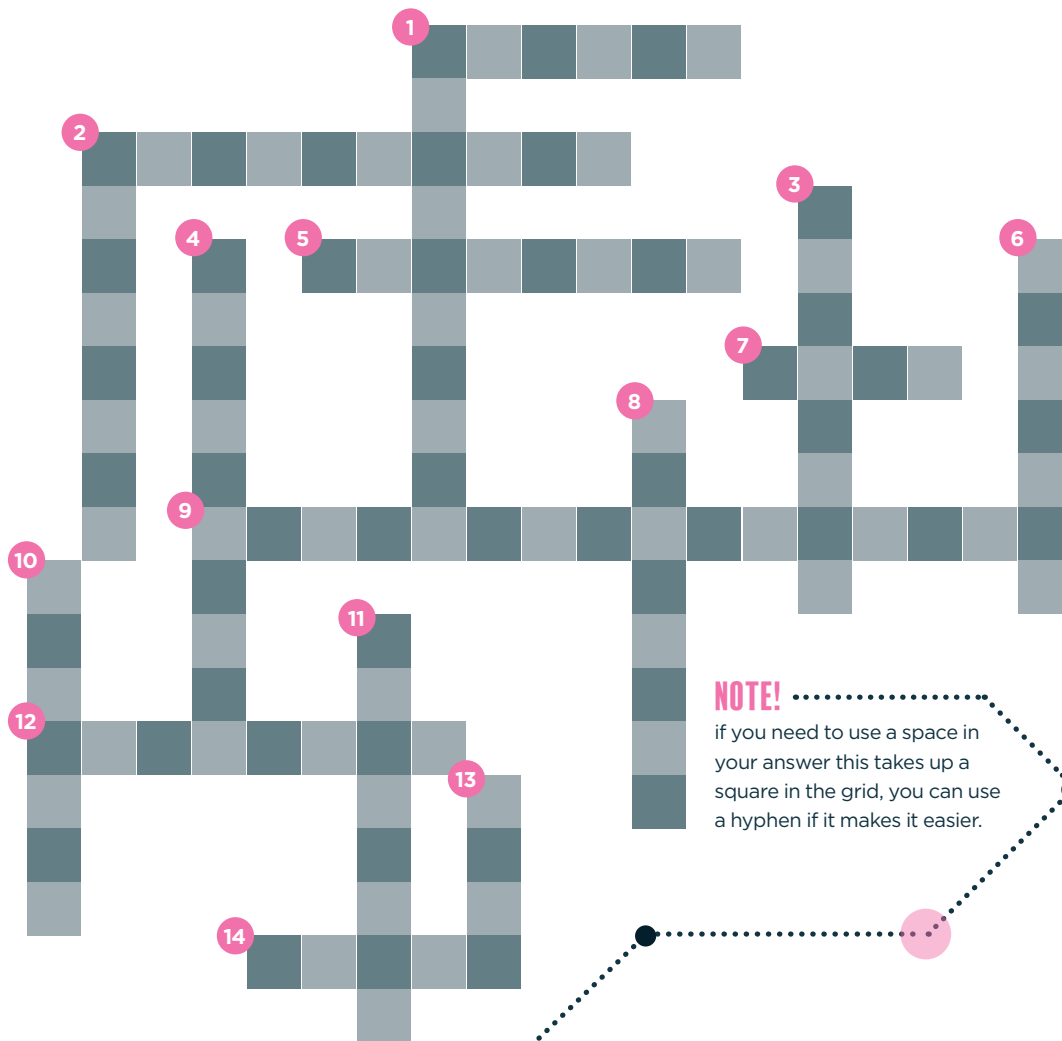 1
2
3
4
5
6
7
8
9
10
11
12
13
14
NOTE!
if you need to use a space in
your answer this takes up a
square in the grid, you can use
a hyphen if it makes it easier.